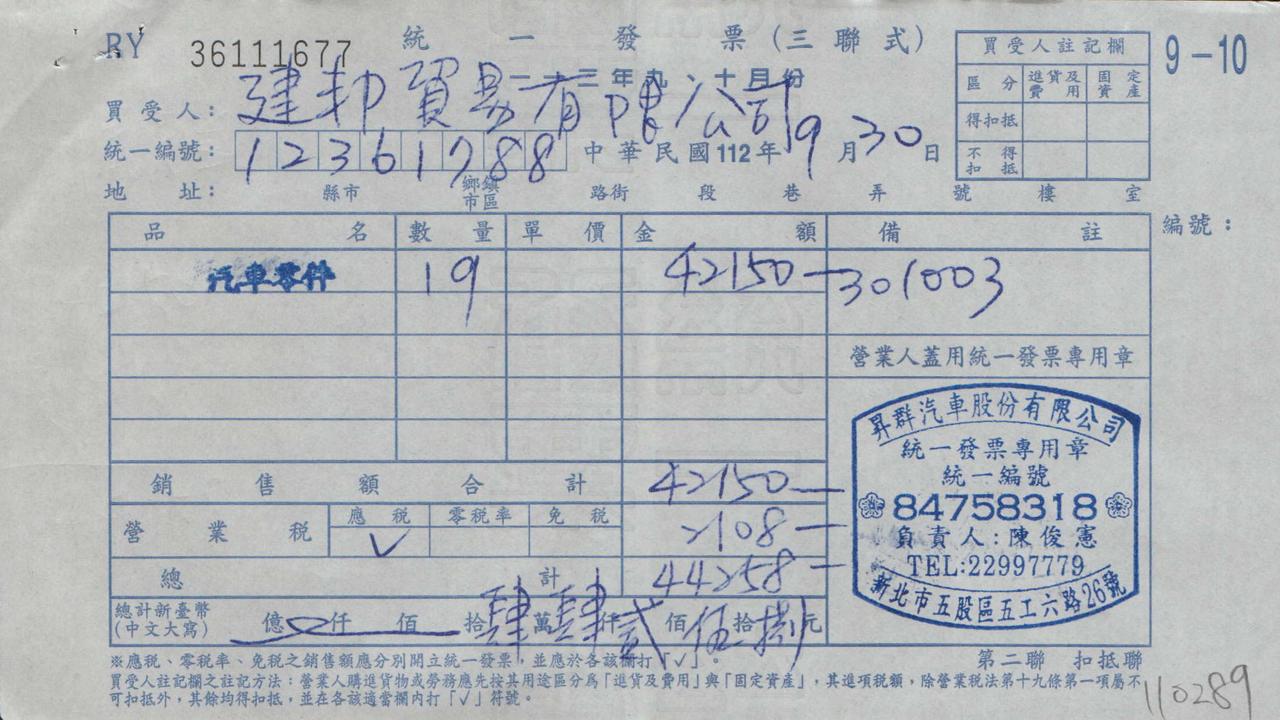 RY 36111677 統一發票(三聯式) 9-10
一一三年九、十月份
買受人: 建邦貿易有限公司
統一編號: 12361788 中華民國112年9月30日
地址: 縣市 鄉鎮市區 路街 段 巷 弄 號 樓 室
買受人註記欄
區分 進貨及費用 固定資產
得扣抵
不得扣抵
編號:
品名 數量 單價 金額 備註
汽車零件 19 42150 301003
營業人蓋用統一發票專用章
銷售額合計 42150
營業稅 應稅 ✓ 零稅率 免稅 2108
總計 44258
總計新臺幣(中文大寫) 億 仟 佰 拾肆萬肆仟貳佰伍拾捌元
昇群汽車股份有限公司
統一發票專用章
統一編號
84758318
負責人:陳俊憲
TEL:22997779
新北市五股區五工六路26號
※應稅、零稅率、免稅之銷售額應分別開立統一發票,並應於各該欄打「✓」。
第二聯 扣抵聯
買受人註記欄之註記方法:營業人購進貨物或勞務應先按其用途區分為「進貨及費用」與「固定資產」,其進項稅額,除營業稅法第十九條第一項屬不
可扣抵外,其餘均得扣抵,並在各該適當欄內打「✓」符號。
110289